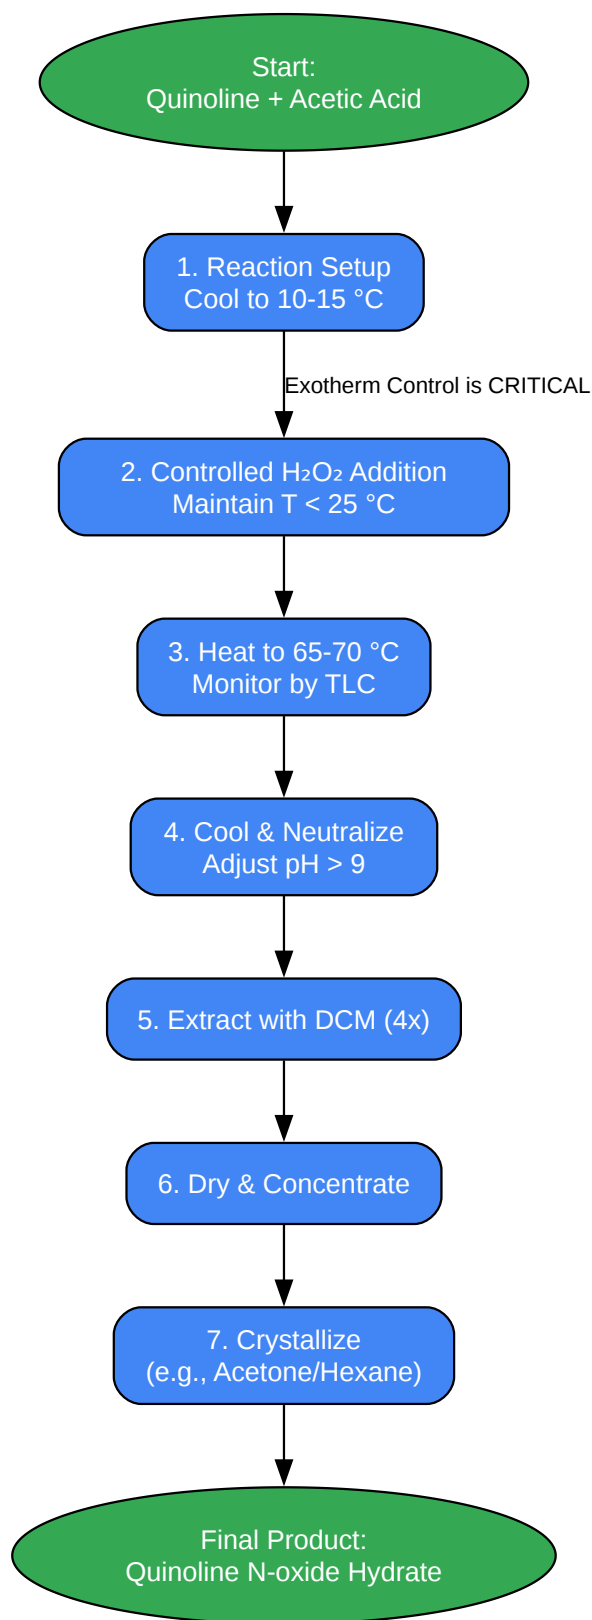 Start:
Quinoline + Acetic Acid
1. Reaction Setup
Cool to 10-15 °C
Exotherm Control is CRITICAL
2. Controlled H₂O₂ Addition
Maintain T < 25 °C
3. Heat to 65-70 °C
Monitor by TLC
4. Cool & Neutralize
Adjust pH > 9
5. Extract with DCM (4x)
6. Dry & Concentrate
7. Crystallize
(e.g., Acetone/Hexane)
Final Product:
Quinoline N-oxide Hydrate